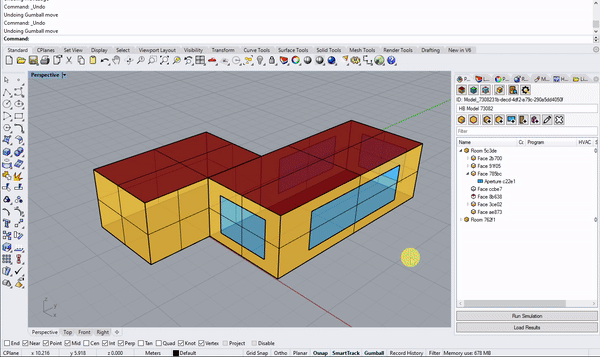 Command: _Undo
Undoing Gumball move
Command: _Undo
Undoing Gumball move
Command:
Standard CPlanes Set View Display Select Viewport Layout Visibility Transform Curve Tools Surface Tools Solid Tools Mesh Tools Render Tools Drafting New in V6
Perspective
ID: Model_7308231b-decd-4df2-a79c-290a5dd4050f
HB Model 73082
Filter
Name Program HVAC
Room 5c3de
Face 2b700
Face 91f05
Face 785bc
Aperture c22e1
Face ccbe7
Face 8b638
Face 3ce02
Face ae873
Room 762f1
Run Simulation
Load Results
Perspective Top Front Right
End Near Point Mid Cen Int Perp Tan Quad Knot Vertex Project Disable
CPlane x 10.216 y 5.918 z 0.000 Meters Default Grid Snap Ortho Planar Osnap SmartTrack Gumball Record History Filter Memory use: 678 MB